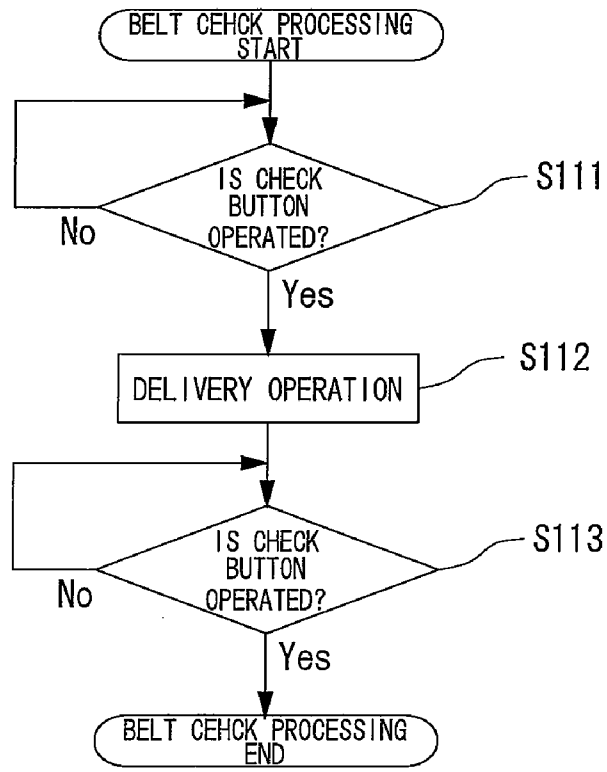 BELT CEHCK PROCESSING
START
IS CHECK
BUTTON
OPERATED?
S111
No
Yes
DELIVERY OPERATION
S112
IS CHECK
BUTTON
OPERATED?
S113
No
Yes
BELT CEHCK PROCESSING
END